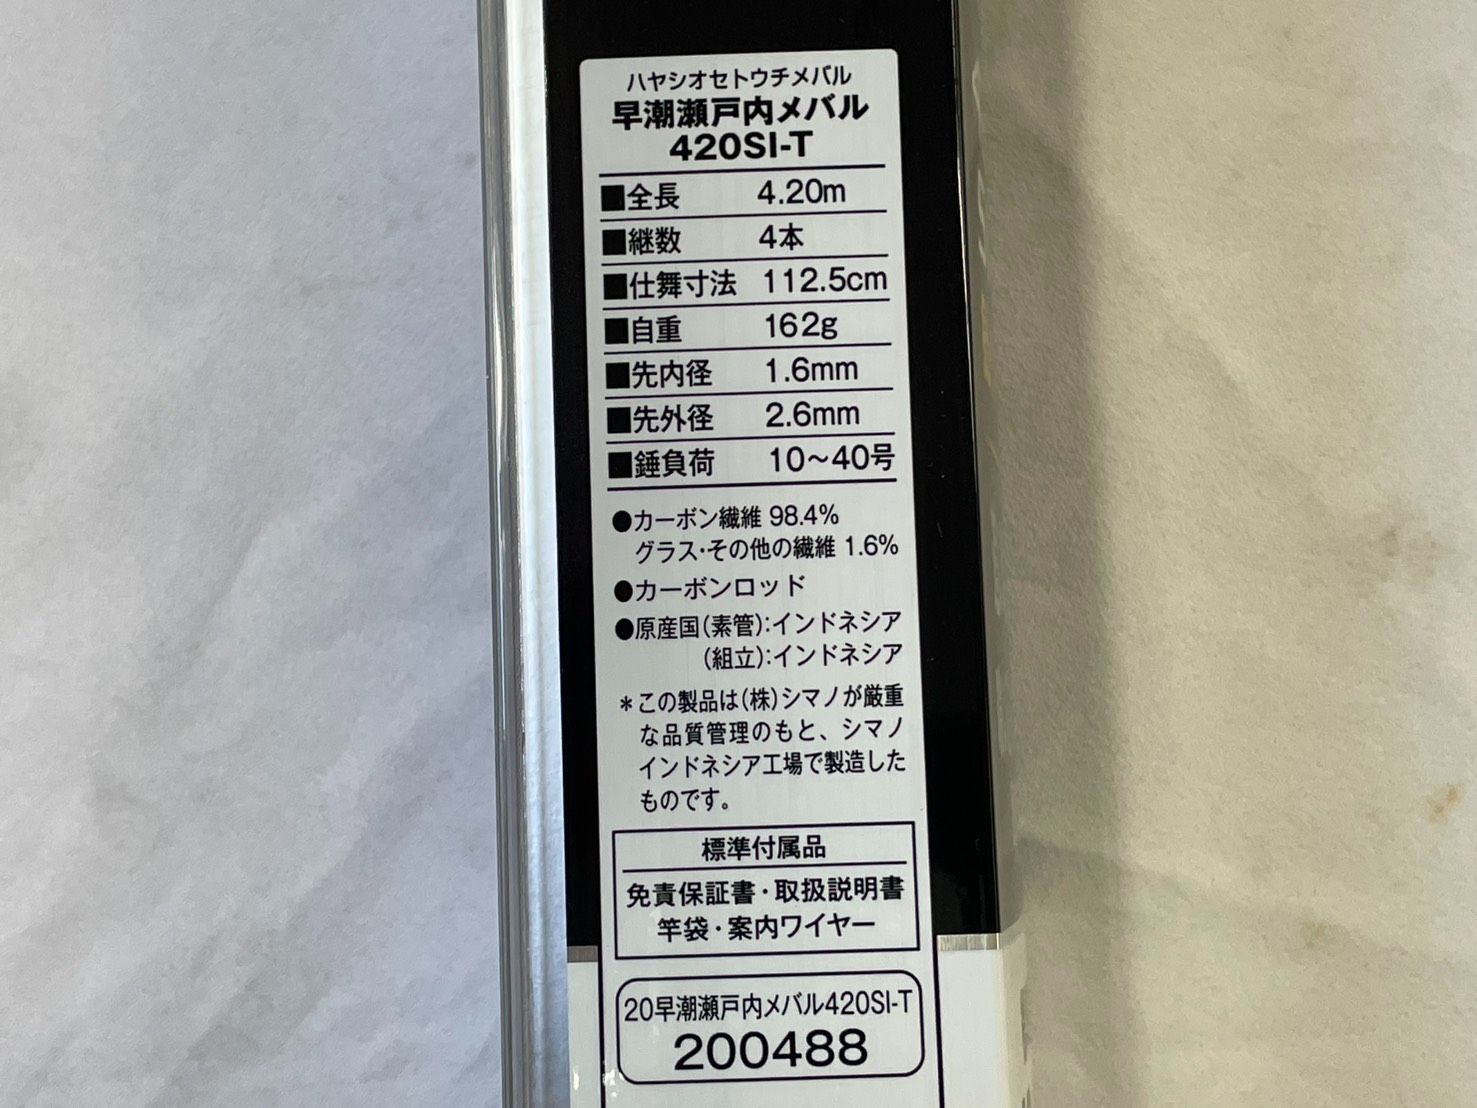 ハヤシオセトウチメバル
早潮瀬戸内メバル
420SI-T
■全長 4.20m
■継数 4本
■仕舞寸法 112.5cm
■自重 162g
■先内径 1.6mm
■先外径 2.6mm
■錘負荷 10~40号
●カーボン繊維 98.4%
グラス・その他の繊維 1.6%
●カーボンロッド
●原産国(素管):インドネシア
(組立):インドネシア
*この製品は(株)シマノが厳重
な品質管理のもと、シマノ
インドネシア工場で製造した
ものです。
標準付属品
免責保証書・取扱説明書
竿袋・案内ワイヤー
20早潮瀬戸内メバル420SI-T
200488